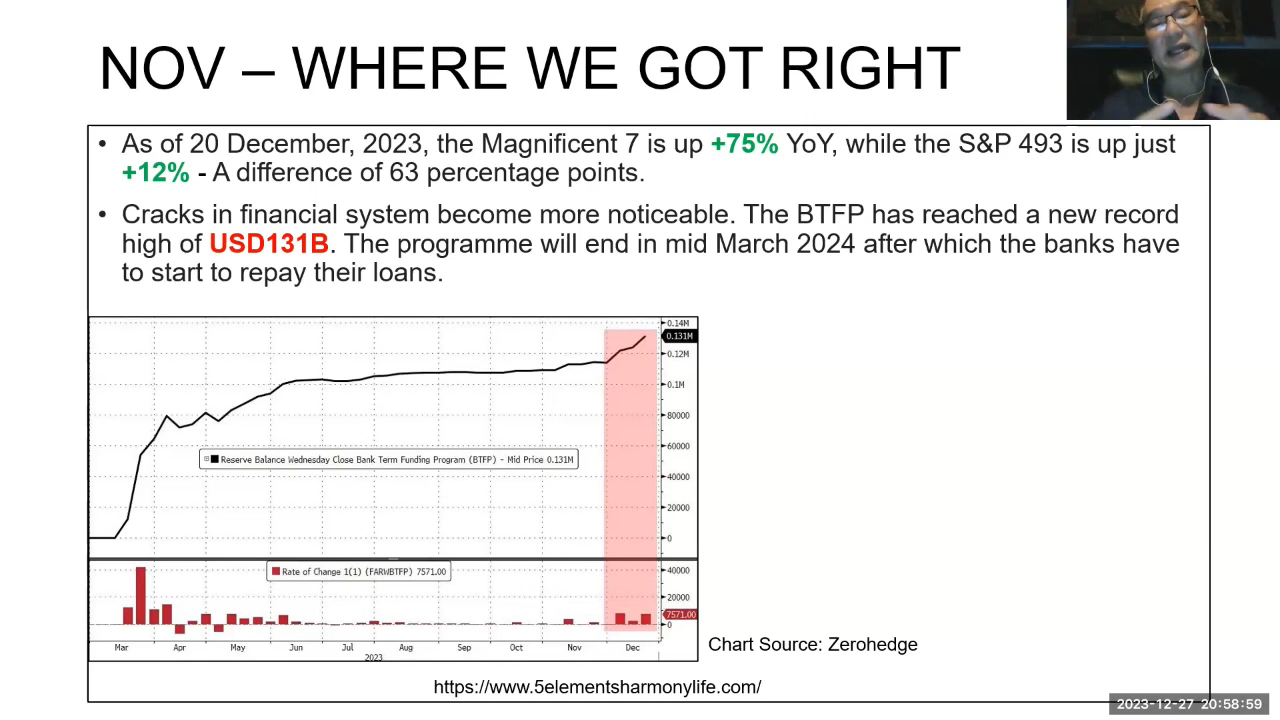 NOV – WHERE WE GOT RIGHT
• As of 20 December, 2023, the Magnificent 7 is up +75% YoY, while the S&P 493 is up just
+12% - A difference of 63 percentage points.
• Cracks in financial system become more noticeable. The BTFP has reached a new record
high of USD131B. The programme will end in mid March 2024 after which the banks have
to start to repay their loans.
0.14M
0.131M
0.12M
0.1M
80000
60000
Reserve Balance Wednesday Close Bank Term Funding Program (BTFP) - Mid Price 0.131M
40000
20000
0
Rate of Change 1(1) (FARWBTFP) 7571.00
40000
20000
7571.00
0
Mar Apr May Jun Jul Aug Sep Oct Nov Dec
2023
Chart Source: Zerohedge
https://www.5elementsharmonylife.com/
2023-12-27 20:58:59